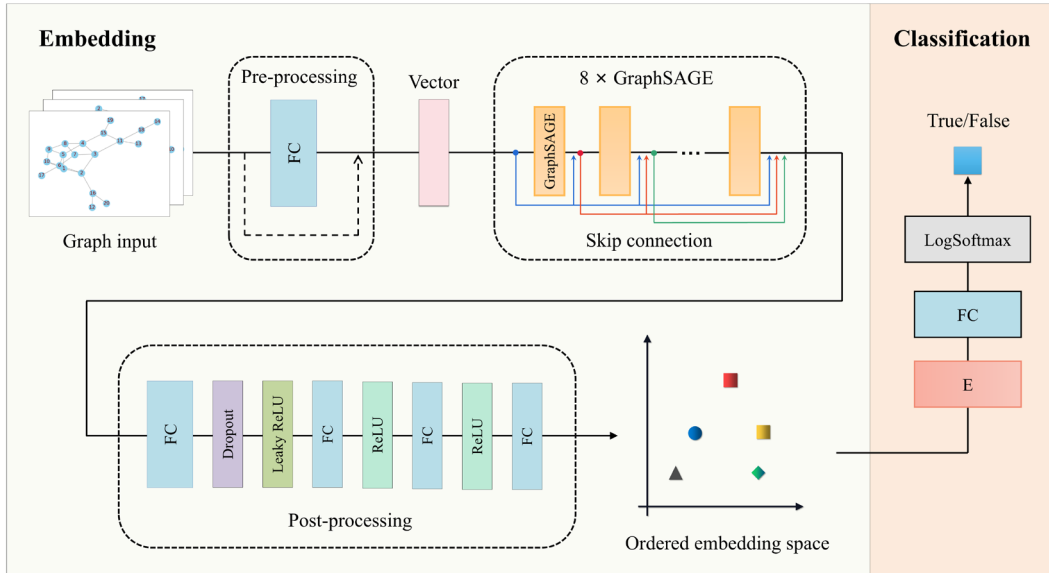 Embedding
Classification
Pre-processing
Vector
8 × GraphSAGE
FC
GraphSAGE
...
Graph input
Skip connection
True/False
LogSoftmax
FC
E
FC
Dropout
Leaky ReLU
FC
ReLU
FC
ReLU
FC
Post-processing
Ordered embedding space